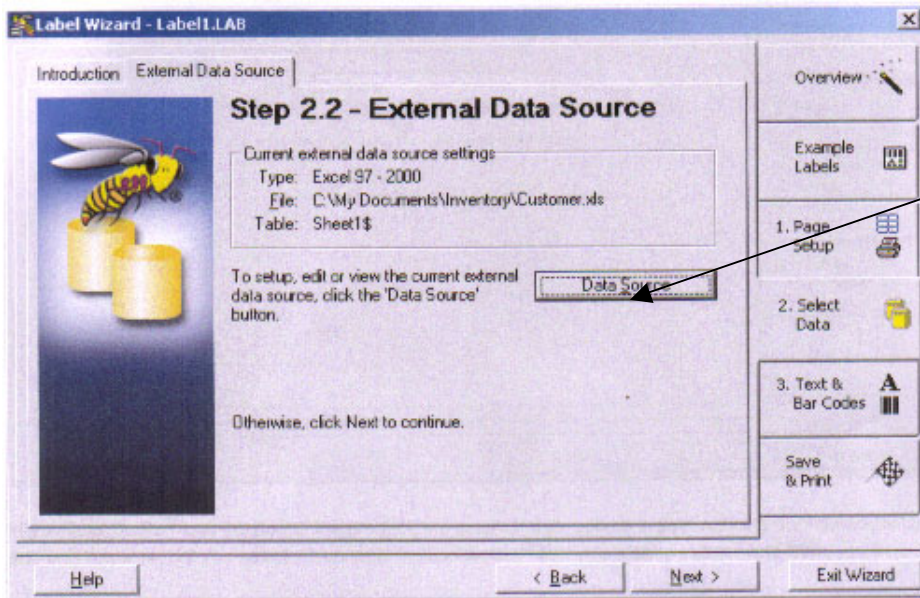 Label Wizard - Label1.LAB
Introduction
External Data Source
Step 2.2 - External Data Source
Current external data source settings
Type: Excel 97 - 2000
File: C:\My Documents\Inventory\Customer.xls
Table: Sheet1$
To setup, edit or view the current external
data source, click the 'Data Source'
button.
Data Source
Otherwise, click Next to continue.
Overview
Example
Labels
1. Page
Setup
2. Select
Data
3. Text &
Bar Codes
A
Save
& Print
Help
< Back
Next >
Exit Wizard